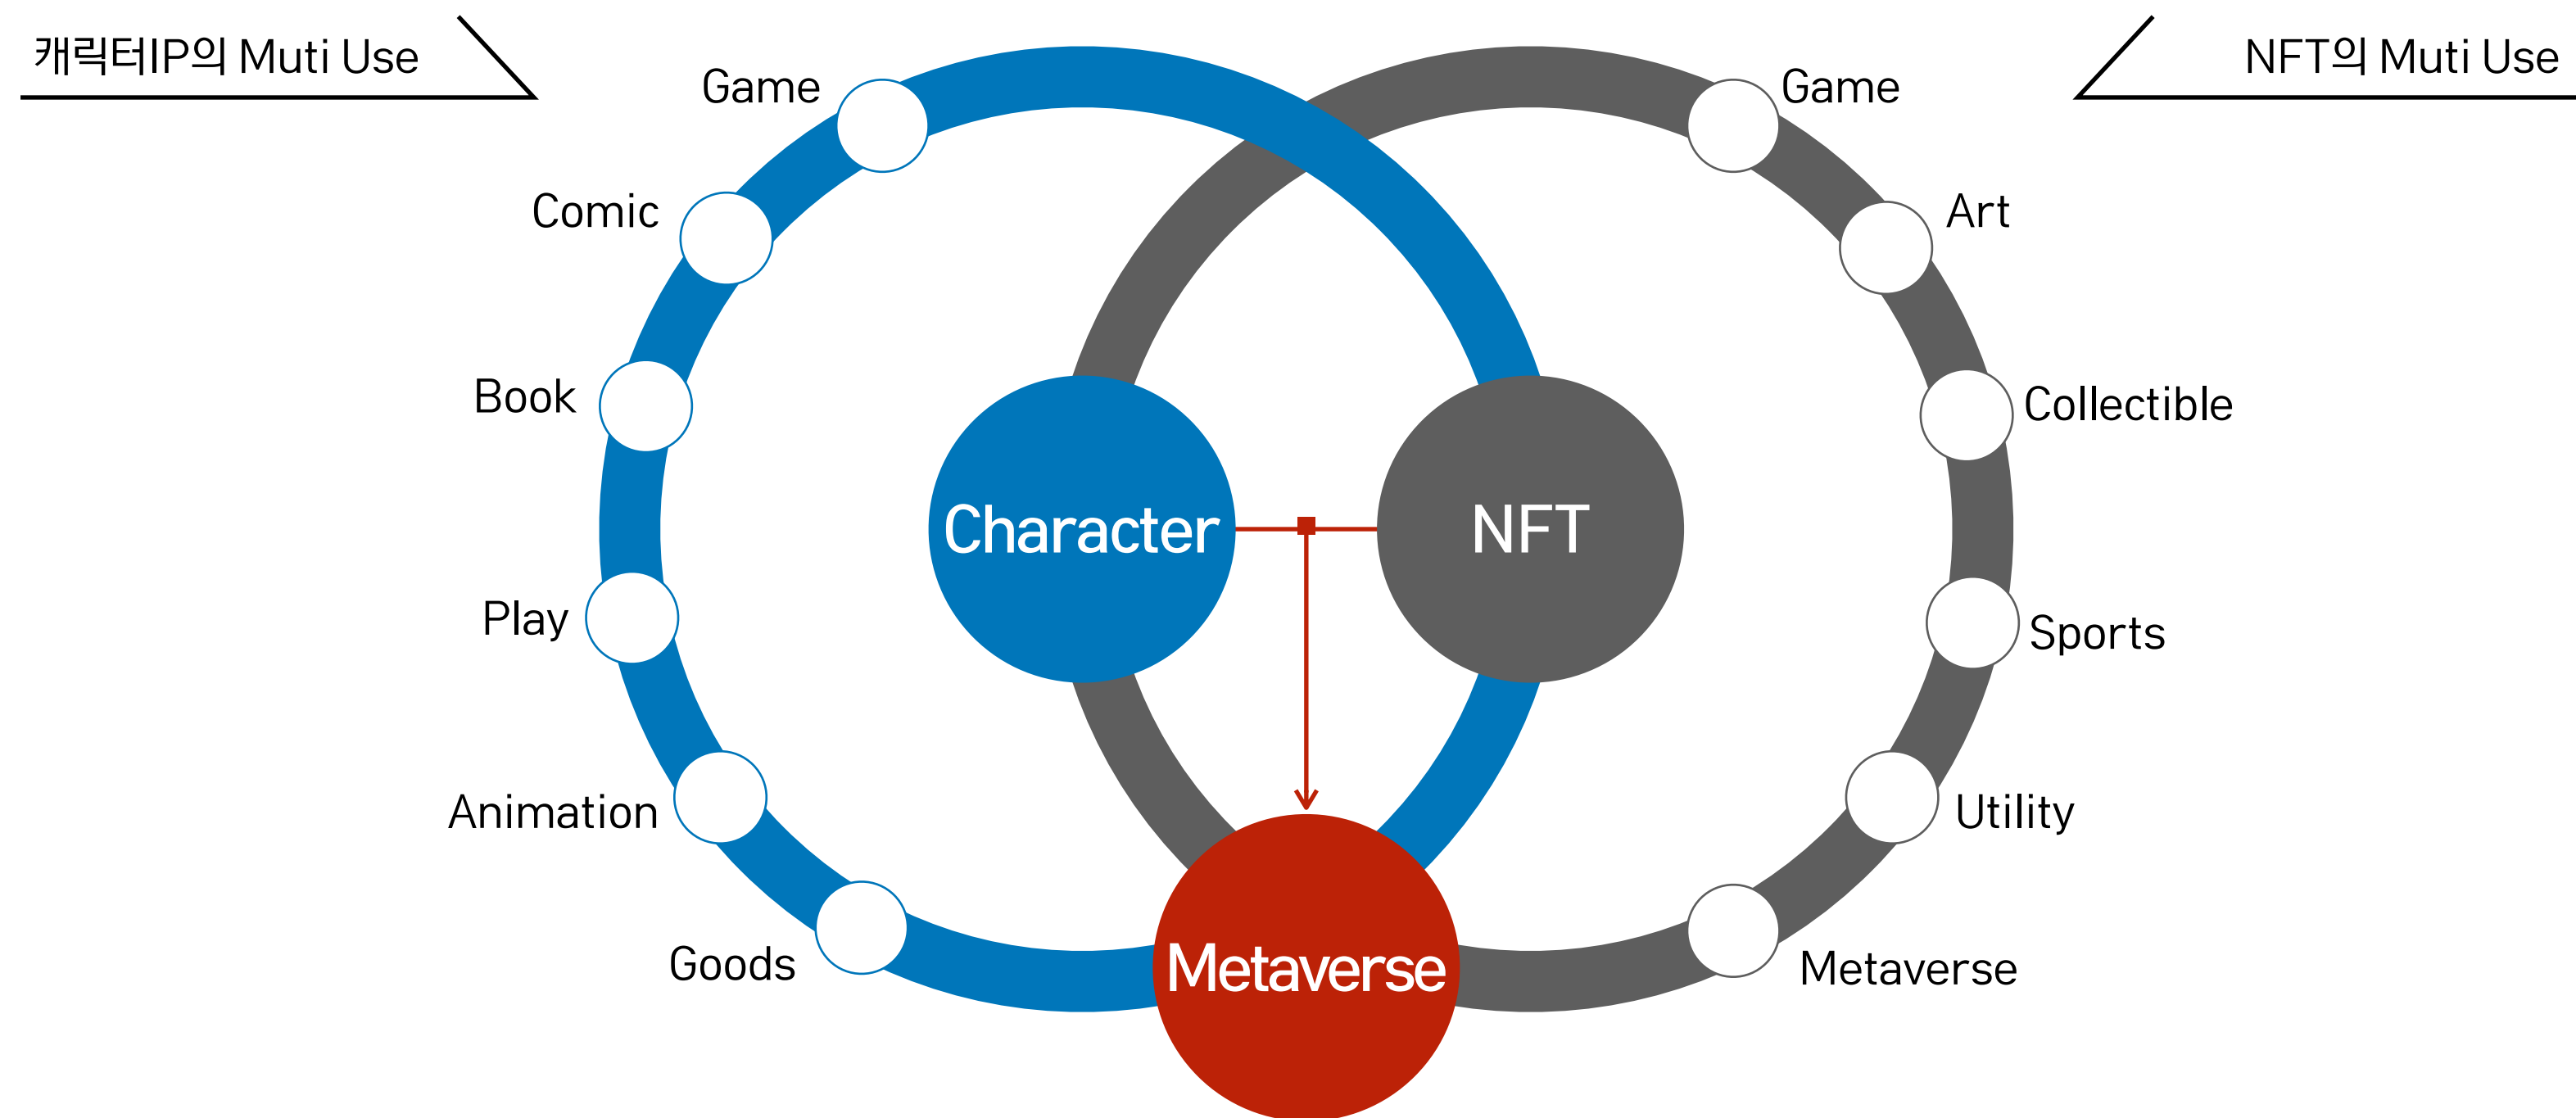 캐릭터IP의 Muti Use
NFT의 Muti Use
Game
Comic
Book
Play
Animation
Goods
Character
NFT
Metaverse
Game
Art
Collectible
Sports
Utility
Metaverse